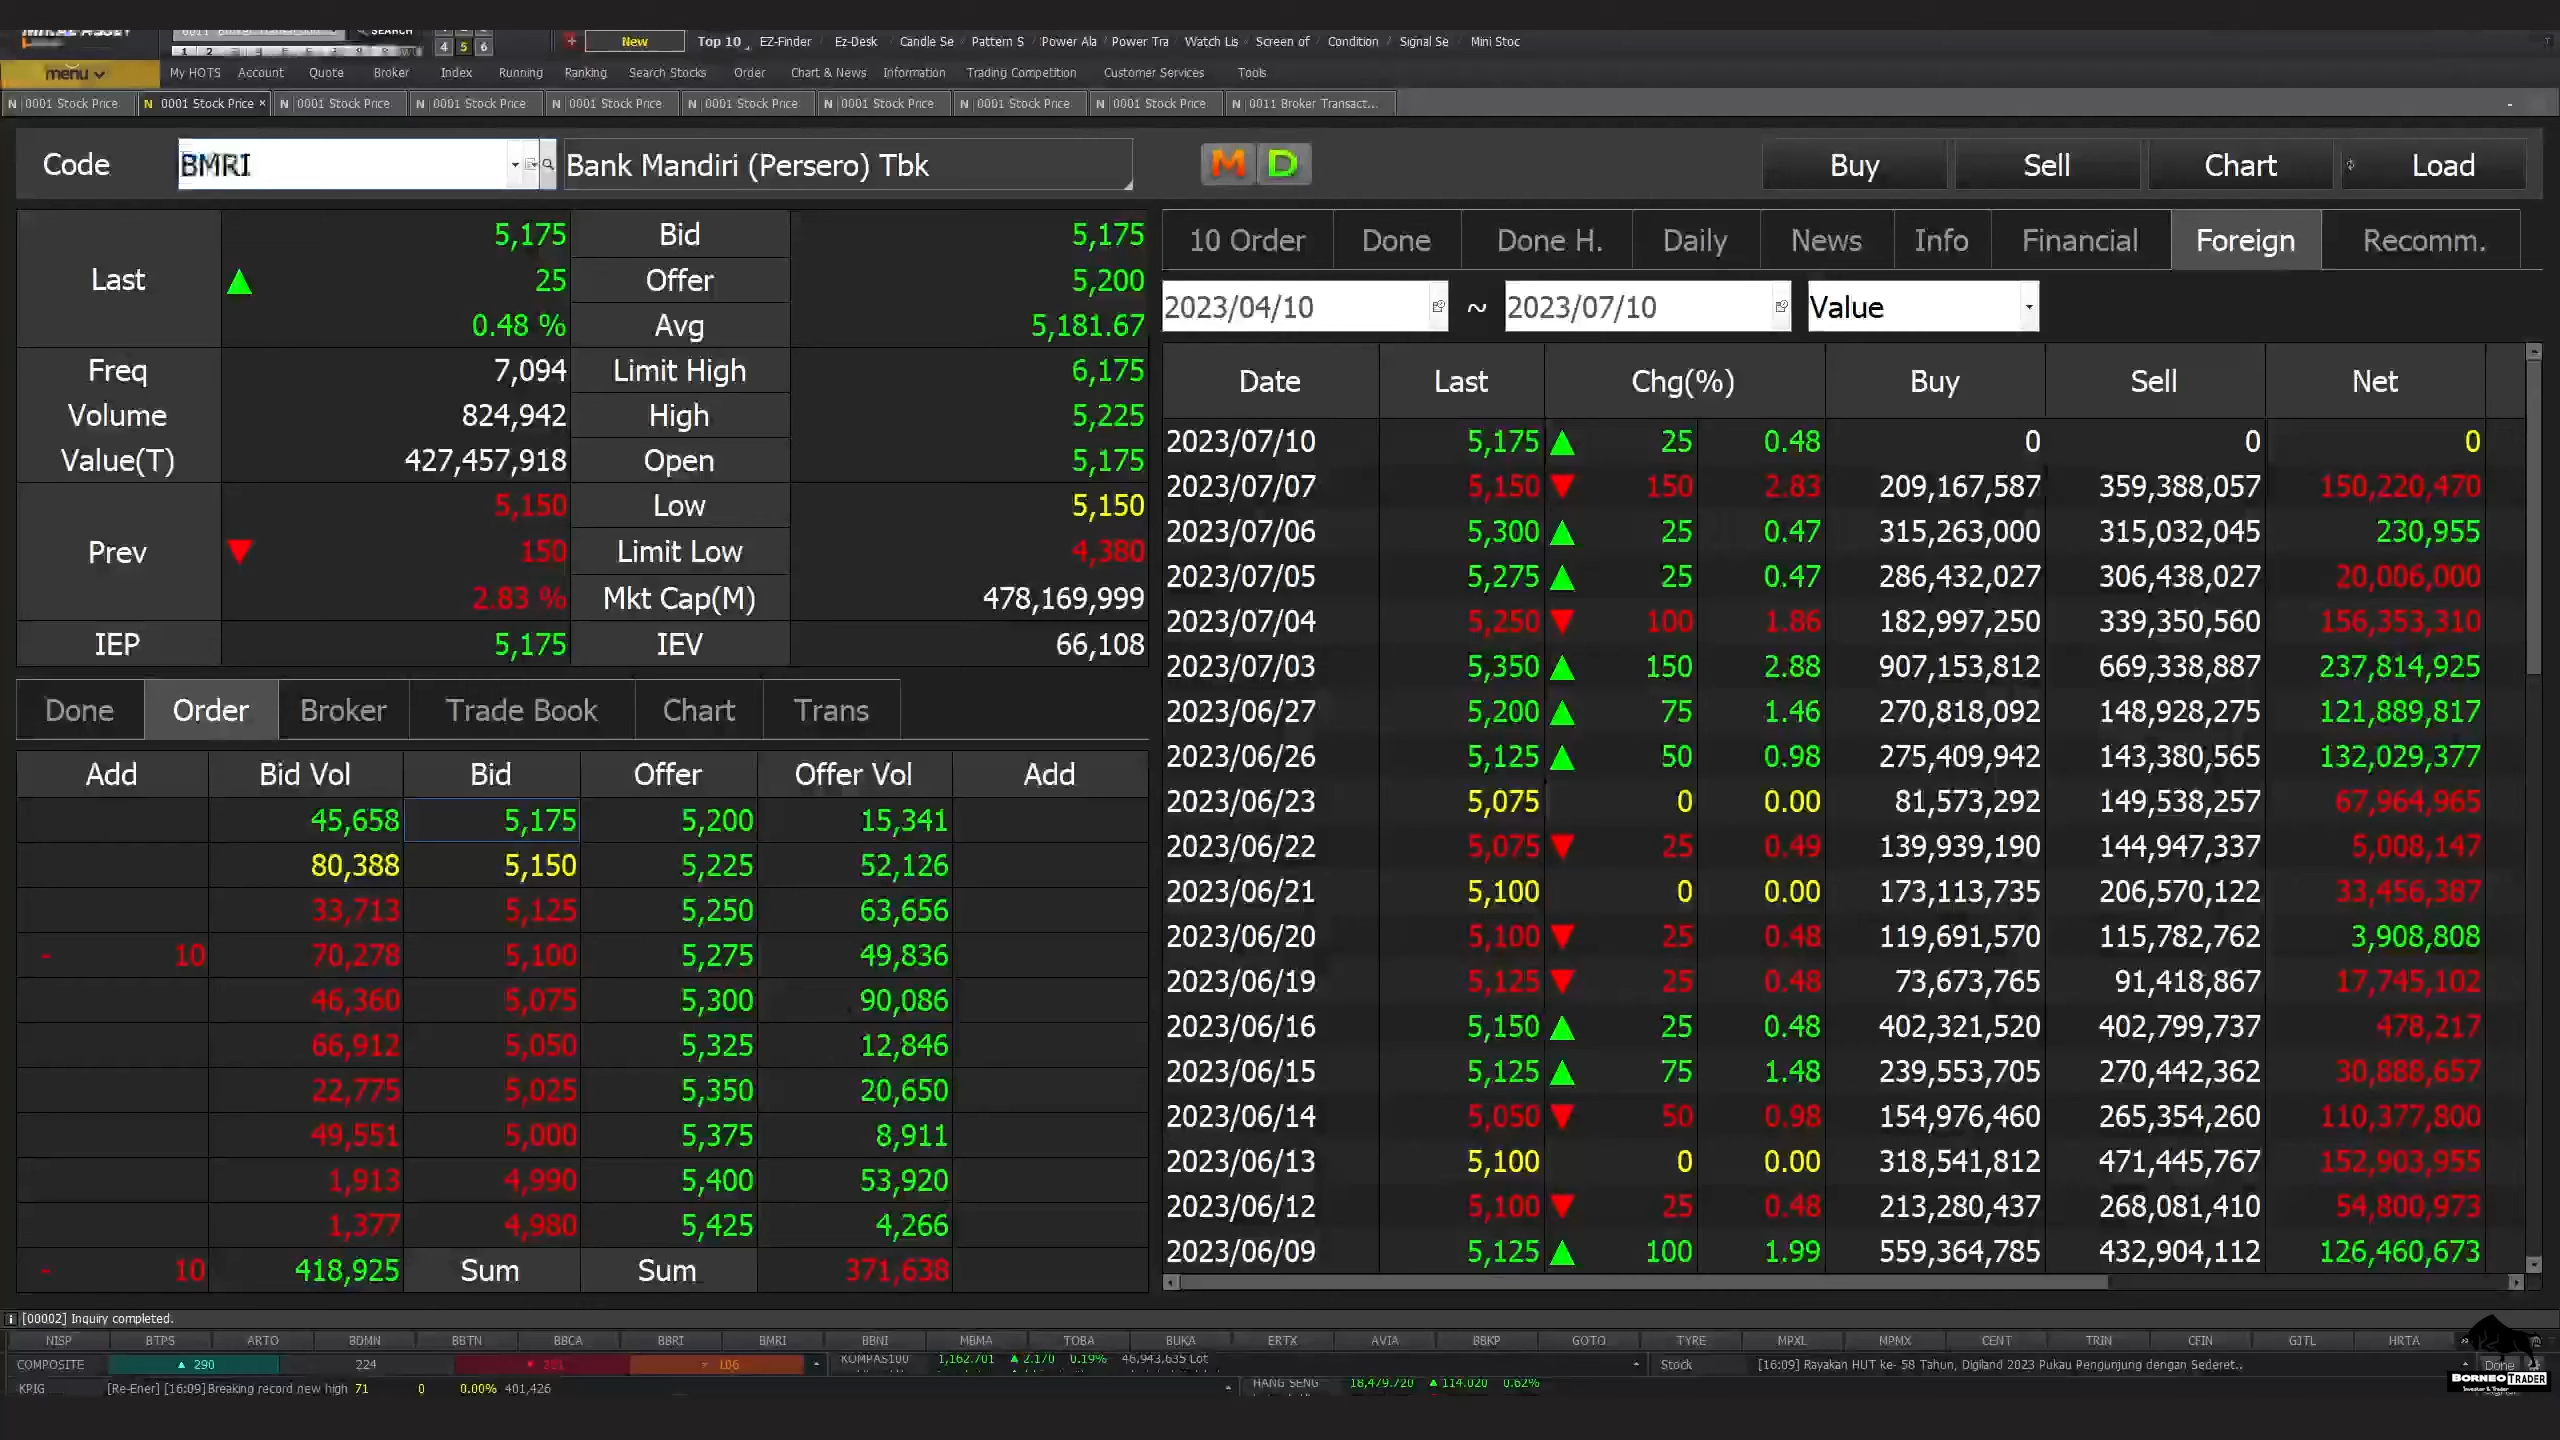 SEARCH
1 2
4 5 6
New Top 10 EZ-Finder Ez-Desk Candle Se Pattern S Power Ala Power Tra Watch Lis Screen of Condition Signal Se Mini Stoc
menu My HOTS Account Quote Broker Index Running Ranking Search Stocks Order Chart & News Information Trading Competition Customer Services Tools
N 0001 Stock Price N 0001 Stock Price × N 0001 Stock Price N 0001 Stock Price N 0001 Stock Price N 0001 Stock Price N 0001 Stock Price N 0001 Stock Price N 0001 Stock Price N 0011 Broker Transact...
Code BMRI Bank Mandiri (Persero) Tbk M D Buy Sell Chart Load
Last 5,175 Bid 5,175
▲ 25 Offer 5,200
0.48 % Avg 5,181.67
Freq 7,094 Limit High 6,175
Volume 824,942 High 5,225
Value(T) 427,457,918 Open 5,175
Prev 5,150 Low 5,150
▼ 150 Limit Low 4,380
2.83 % Mkt Cap(M) 478,169,999
IEP 5,175 IEV 66,108
Done Order Broker Trade Book Chart Trans
Add Bid Vol Bid Offer Offer Vol Add
45,658 5,175 5,200 15,341
80,388 5,150 5,225 52,126
33,713 5,125 5,250 63,656
- 10 70,278 5,100 5,275 49,836
46,360 5,075 5,300 90,086
66,912 5,050 5,325 12,846
22,775 5,025 5,350 20,650
49,551 5,000 5,375 8,911
1,913 4,990 5,400 53,920
1,377 4,980 5,425 4,266
- 10 418,925 Sum Sum 371,638
10 Order Done Done H. Daily News Info Financial Foreign Recomm.
2023/04/10 ~ 2023/07/10 Value
Date Last Chg(%) Buy Sell Net
2023/07/10 5,175 ▲ 25 0.48 0 0 0
2023/07/07 5,150 ▼ 150 2.83 209,167,587 359,388,057 150,220,470
2023/07/06 5,300 ▲ 25 0.47 315,263,000 315,032,045 230,955
2023/07/05 5,275 ▲ 25 0.47 286,432,027 306,438,027 20,006,000
2023/07/04 5,250 ▼ 100 1.86 182,997,250 339,350,560 156,353,310
2023/07/03 5,350 ▲ 150 2.88 907,153,812 669,338,887 237,814,925
2023/06/27 5,200 ▲ 75 1.46 270,818,092 148,928,275 121,889,817
2023/06/26 5,125 ▲ 50 0.98 275,409,942 143,380,565 132,029,377
2023/06/23 5,075 0 0.00 81,573,292 149,538,257 67,964,965
2023/06/22 5,075 ▼ 25 0.49 139,939,190 144,947,337 5,008,147
2023/06/21 5,100 0 0.00 173,113,735 206,570,122 33,456,387
2023/06/20 5,100 ▼ 25 0.48 119,691,570 115,782,762 3,908,808
2023/06/19 5,125 ▼ 25 0.48 73,673,765 91,418,867 17,745,102
2023/06/16 5,150 ▲ 25 0.48 402,321,520 402,799,737 478,217
2023/06/15 5,125 ▲ 75 1.48 239,553,705 270,442,362 30,888,657
2023/06/14 5,050 ▼ 50 0.98 154,976,460 265,354,260 110,377,800
2023/06/13 5,100 0 0.00 318,541,812 471,445,767 152,903,955
2023/06/12 5,100 ▼ 25 0.48 213,280,437 268,081,410 54,800,973
2023/06/09 5,125 ▲ 100 1.99 559,364,785 432,904,112 126,460,673
[00002] Inquiry completed.
NISP BTPS ARTO BDMN BBTN BBCA BBRI BMRI BBNI MBMA TOBA BUKA ERTX AVIA BBKP GOTO TYRE MPXL MPMX CENT TRIN CFIN GJTL HRTA
COMPOSITE ▲ 290 224 KOMPAS100 1,162.701 ▲ 2.170 0.19% 46,943,635 Lot Stock [16:09] Rayakan HUT ke- 58 Tahun, Digiland 2023 Pukau Pengunjung dengan Sederet.. Done
KPIG [Re-Ener] [16:09]Breaking record new high 71 0 0.00% 401,426 HANG SENG 18,479.720 ▲ 114.020 0.62%
BORNEO TRADER
Investor & Trader